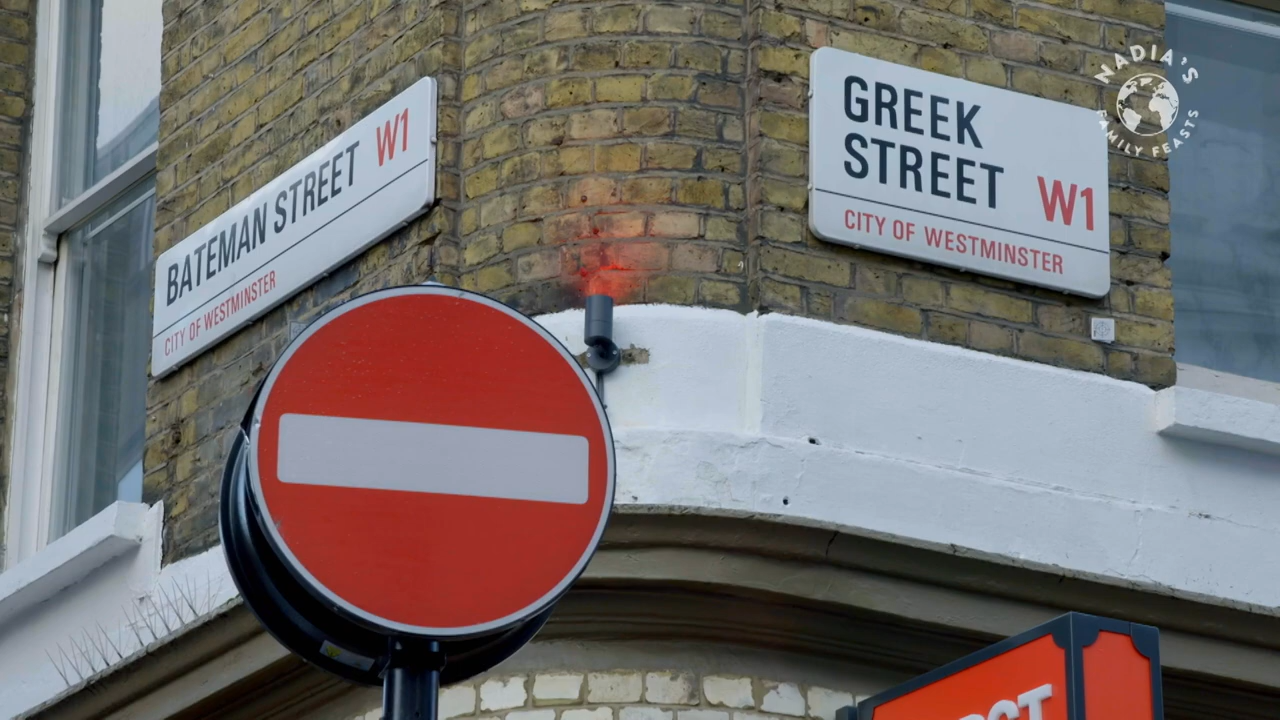 BATEMAN STREET W1
CITY OF WESTMINSTER
GREEK
STREET W1
CITY OF WESTMINSTER
NADIA'S
FAMILY FEASTS